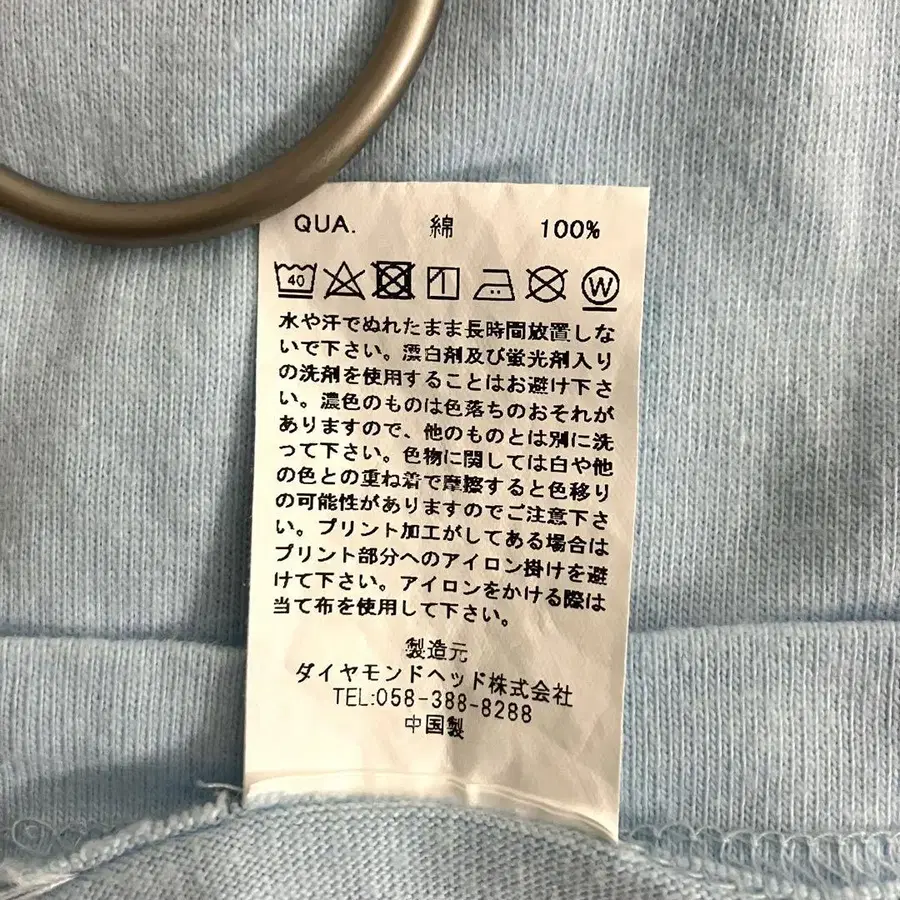 QUA. 綿 100%
40
W
水や汗でぬれたまま長時間放置しな
いで下さい。漂白剤及び蛍光剤入り
の洗剤を使用することはお避け下さ
い。濃色のものは色落ちのおそれが
ありますので、他のものとは別に洗
って下さい。色物に関しては白や他
の色との重ね着で摩擦すると色移り
の可能性がありますのでご注意下さ
い。プリント加工がしてある場合は
プリント部分へのアイロン掛けを避
けて下さい。アイロンをかける際は
当て布を使用して下さい。
製造元
ダイヤモンドヘッド株式会社
TEL:058-388-8288
中国製